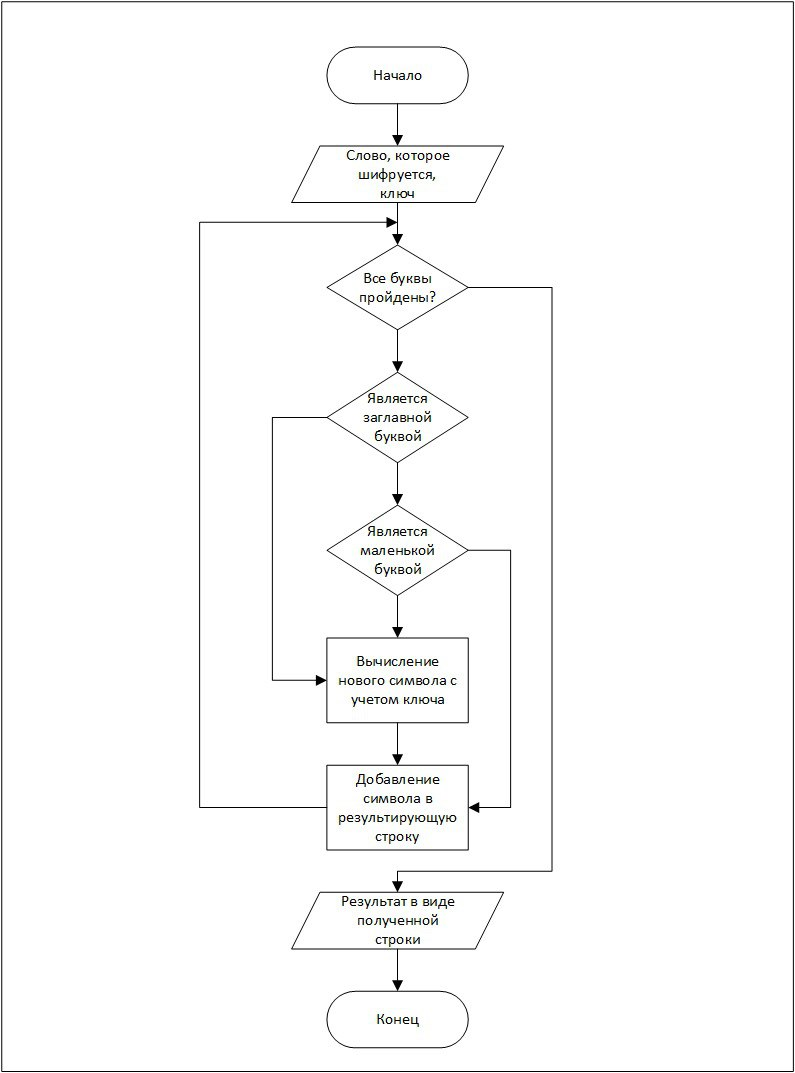 Начало
Слово, которое
шифруется,
ключ
Все буквы
пройдены?
Является
заглавной
буквой
Является
маленькой
буквой
Вычисление
нового символа с
учетом ключа
Добавление
символа в
результирующую
строку
Результат в виде
полученной
строки
Конец